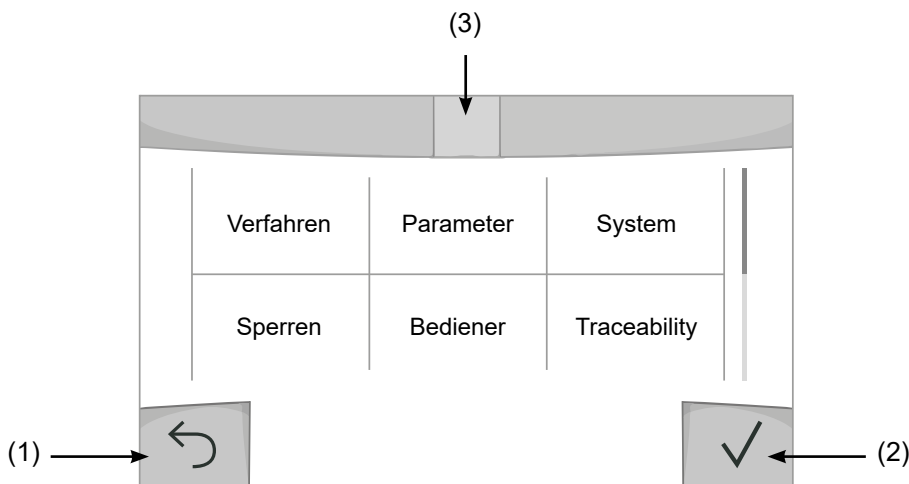 (3)
Verfahren Parameter System
Sperren Bediener Traceability
(1) (2)